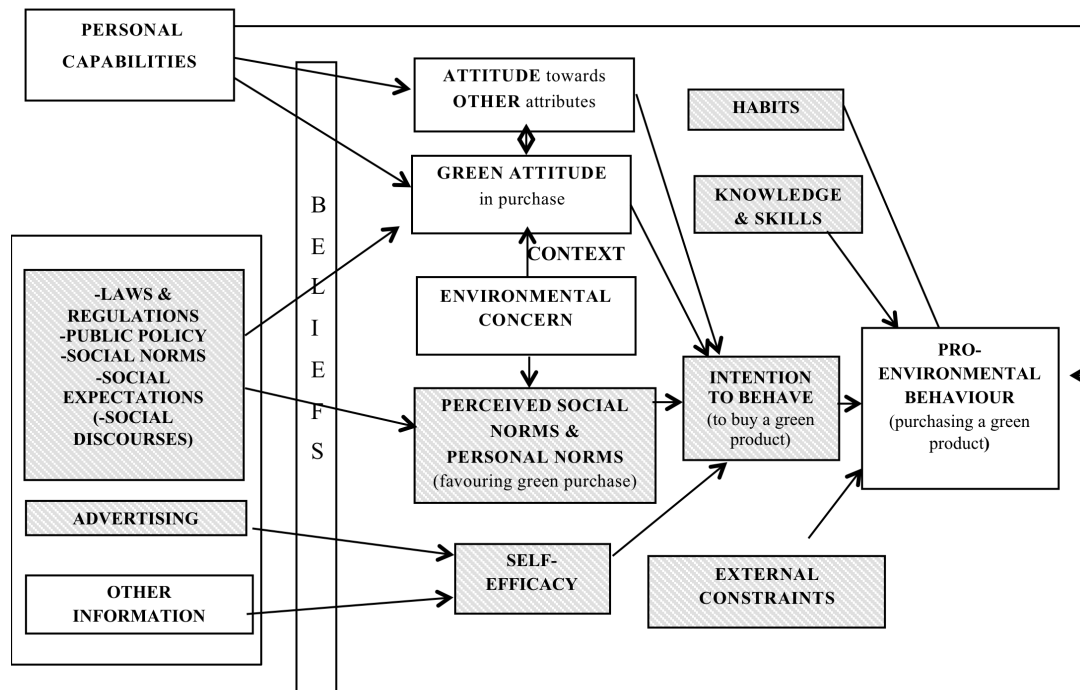 PERSONAL
CAPABILITIES
ATTITUDE towards
OTHER attributes
HABITS
GREEN ATTITUDE
in purchase
KNOWLEDGE
& SKILLS
BELIEFS
CONTEXT
-LAWS &
REGULATIONS
-PUBLIC POLICY
-SOCIAL NORMS
-SOCIAL
EXPECTATIONS
(-SOCIAL
DISCOURSES)
ENVIRONMENTAL
CONCERN
PERCEIVED SOCIAL
NORMS &
PERSONAL NORMS
(favouring green purchase)
INTENTION
TO BEHAVE
(to buy a green
product)
PRO-
ENVIRONMENTAL
BEHAVIOUR
(purchasing a green
product)
ADVERTISING
SELF-
EFFICACY
EXTERNAL
CONSTRAINTS
OTHER
INFORMATION